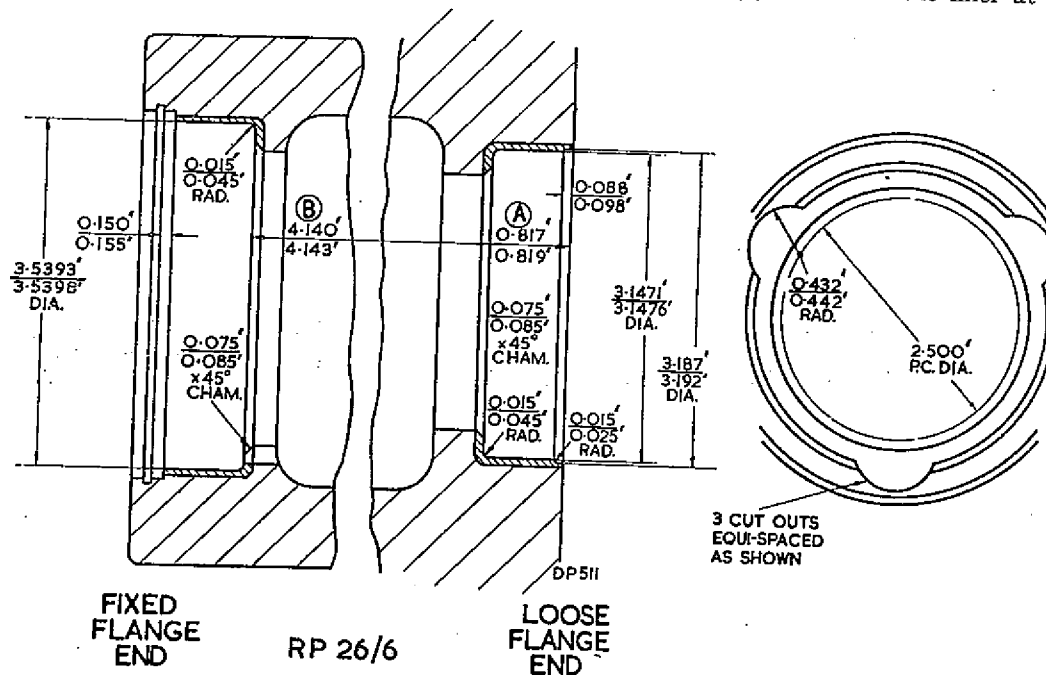 0·015"
0·045"
RAD.
0·150"
0·155"
3·5393"
3·5398"
DIA.
0·075"
0·085"
×45°
CHAM.
B
4·140"
4·143"
A
0·817"
0·819"
0·088"
0·098"
0·075"
0·085"
×45°
CHAM.
3·1471"
3·1476"
DIA.
3·187"
3·192"
DIA.
0·015"
0·045"
RAD.
0·015"
0·025"
RAD.
0·432"
0·442"
RAD.
2·500"
P.C. DIA.
3 CUT OUTS
EQUI-SPACED
AS SHOWN
DP511
FIXED
FLANGE
END
RP 26/6
LOOSE
FLANGE
END